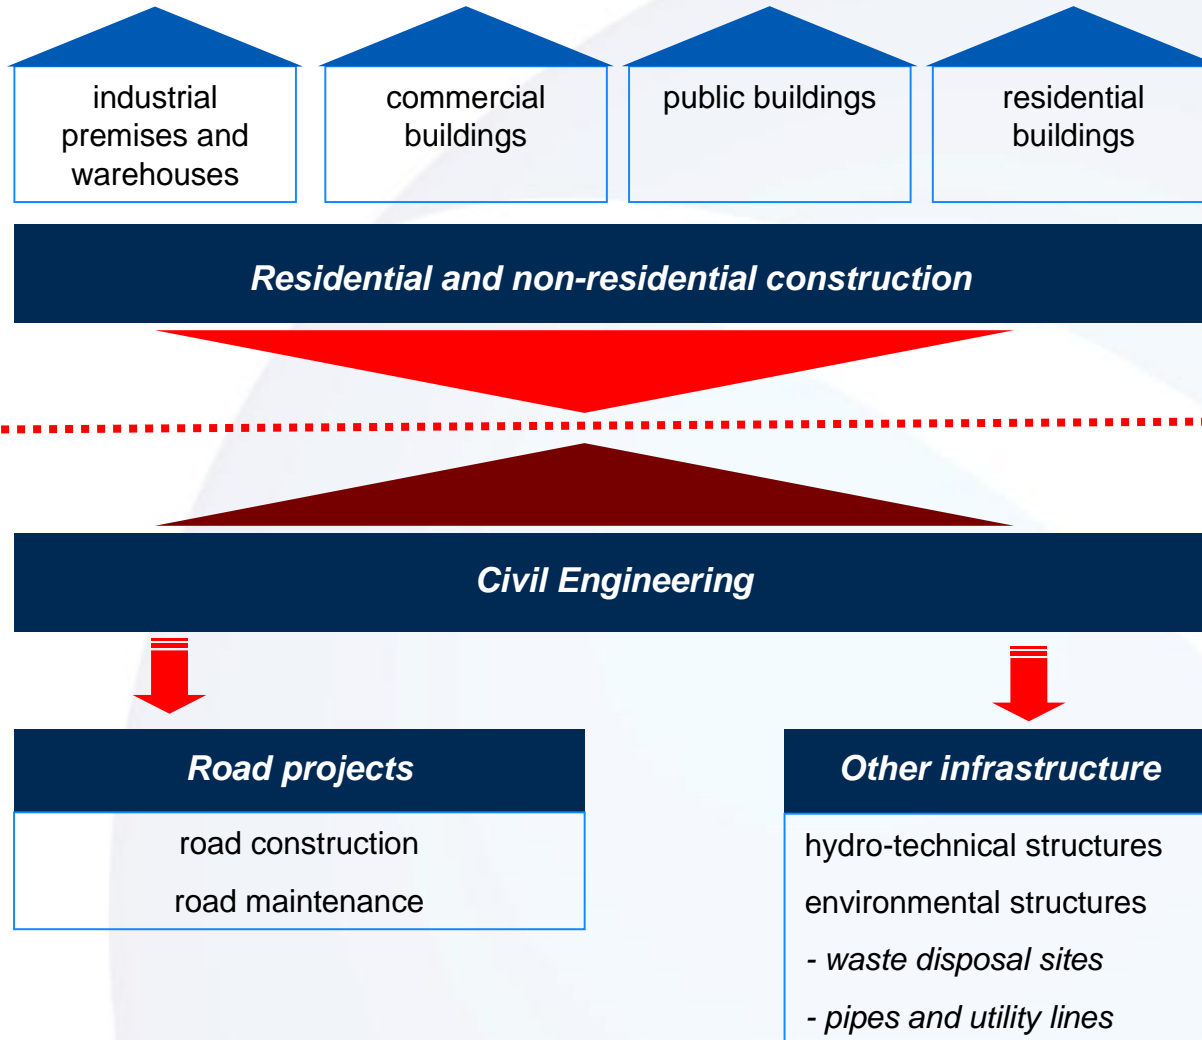 industrial
premises and
warehouses
commercial
buildings
public buildings
residential
buildings
Residential and non-residential construction
Civil Engineering
Road projects
road construction
road maintenance
Other infrastructure
hydro-technical structures
environmental structures
- waste disposal sites
- pipes and utility lines